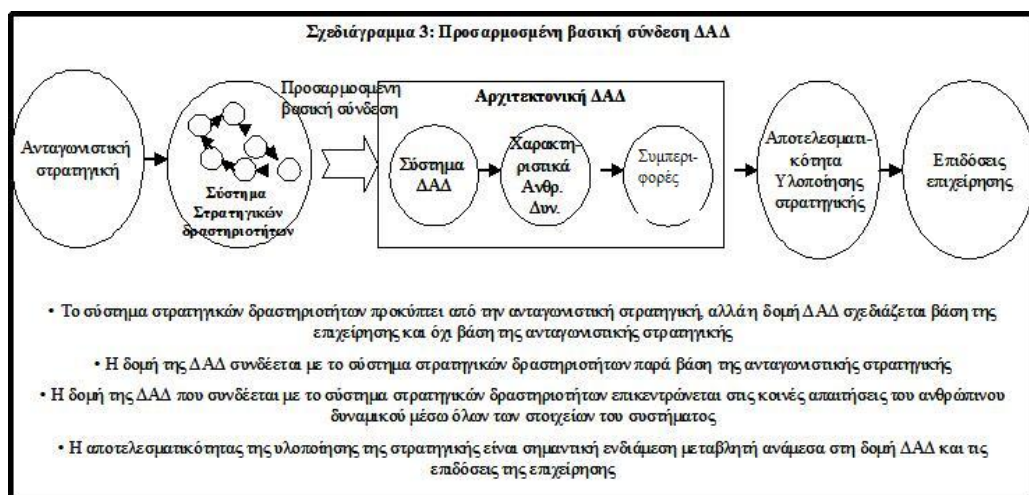 Σχεδιάγραμμα 3: Προσαρμοσμένη βασική σύνδεση ΔΑΔ
Ανταγωνιστική
στρατηγική
Σύστημα
Στρατηγικών
δραστηριοτήτων
Προσαρμοσμένη
βασική σύνδεση
Αρχιτεκτονική ΔΑΔ
Σύστημα
ΔΑΔ
Χαρακτη-
ριστικά
Ανθρ.
Δυν.
Συμπερι-
φορές
Αποτελεσματι-
κότητα
Υλοποίησης
στρατηγικής
Επιδόσεις
επιχείρησης
• Το σύστημα στρατηγικών δραστηριοτήτων προκύπτει από την ανταγωνιστική στρατηγική, αλλά η δομή ΔΑΔ σχεδιάζεται βάση της
επιχείρησης και όχι βάση της ανταγωνιστικής στρατηγικής
• Η δομή της ΔΑΔ συνδέεται με το σύστημα στρατηγικών δραστηριοτήτων παρά βάση της ανταγωνιστικής στρατηγικής
• Η δομή της ΔΑΔ που συνδέεται με το σύστημα στρατηγικών δραστηριοτήτων επικεντρώνεται στις κοινές απαιτήσεις του ανθρώπινου
δυναμικού μέσω όλων των στοιχείων του συστήματος
• Η αποτελεσματικότητας της υλοποίησης της στρατηγικής είναι σημαντική ενδιάμεση μεταβλητή ανάμεσα στη δομή ΔΑΔ και τις
επιδόσεις της επιχείρησης